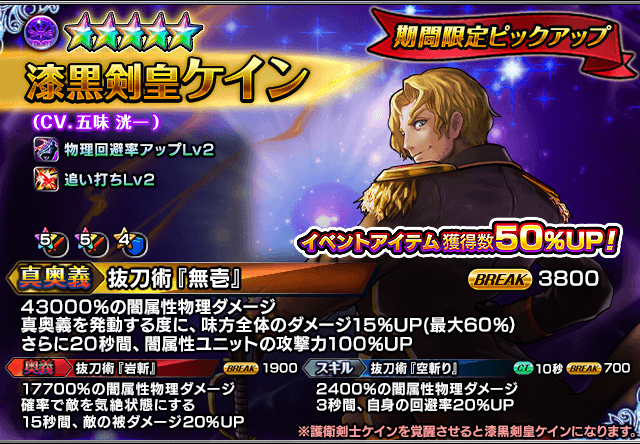 期間限定ピックアップ
漆黒剣皇ケイン
(CV.五味 洸一)
物理回避率アップLv2
追い打ちLv2
5 5 4
イベントアイテム獲得数50%UP!
真奥義 抜刀術『無壱』 BREAK 3800
43000%の闇属性物理ダメージ
真奥義を発動する度に、味方全体のダメージ15%UP(最大60%)
さらに20秒間、闇属性ユニットの攻撃力100%UP
奥義 抜刀術『岩斬』 BREAK 1900
17700%の闇属性物理ダメージ
確率で敵を気絶状態にする
15秒間、敵の被ダメージ20%UP
スキル 抜刀術『空斬り』 C.T. 10秒 BREAK 700
2400%の闇属性物理ダメージ
3秒間、自身の回避率20%UP
※護衛剣士ケインを覚醒させると漆黒剣皇ケインになります。